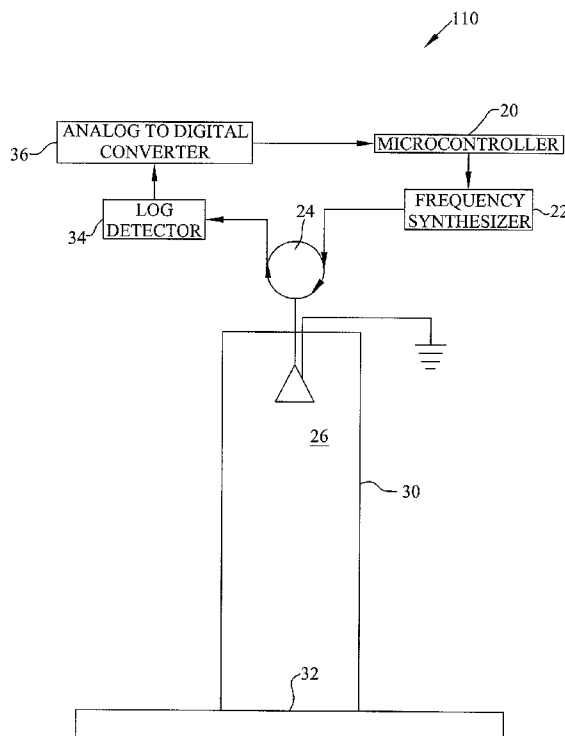 110
20
ANALOG TO DIGITAL
CONVERTER
36
MICROCONTROLLER
24
FREQUENCY
SYNTHESIZER
22
LOG
DETECTOR
34
26
30
32